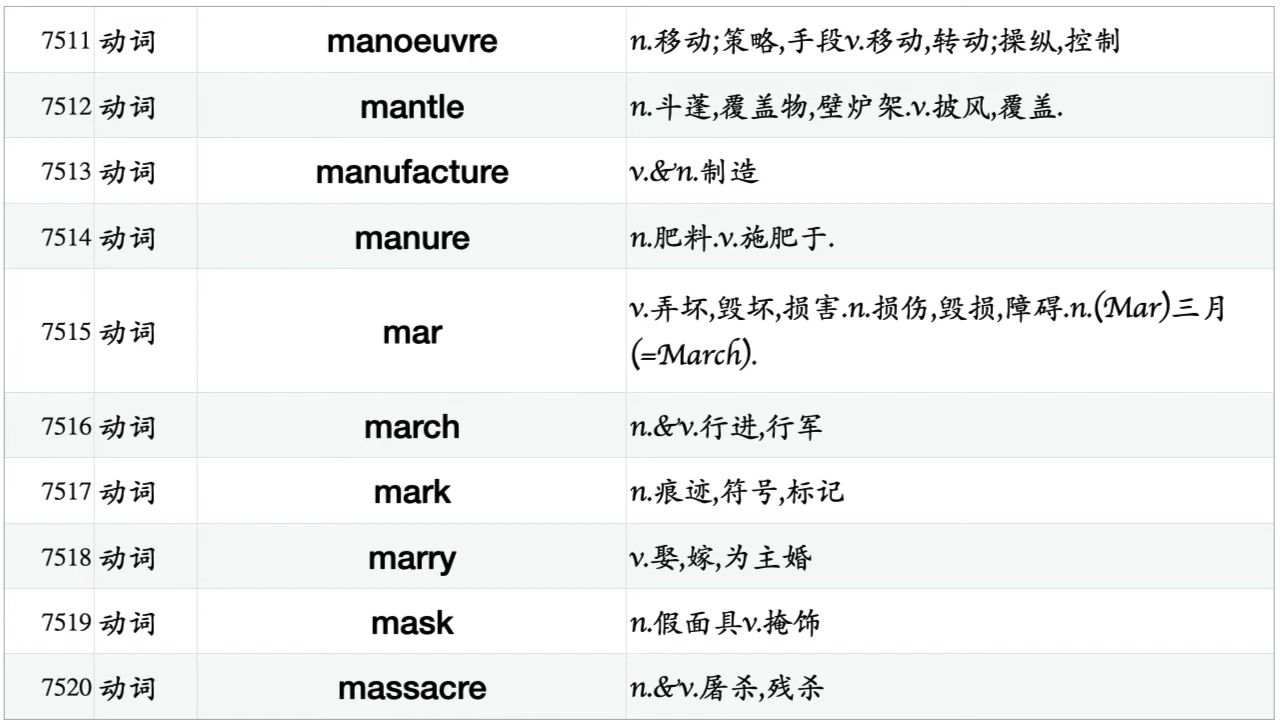 7511 动词 manoeuvre n.移动;策略,手段v.移动,转动;操纵,控制
7512 动词 mantle n.斗蓬,覆盖物,壁炉架.v.披风,覆盖.
7513 动词 manufacture v.&n.制造
7514 动词 manure n.肥料.v.施肥于.
7515 动词 mar v.弄坏,毁坏,损害.n.损伤,毁损,障碍.n.(Mar)三月
(=March).
7516 动词 march n.&v.行进,行军
7517 动词 mark n.痕迹,符号,标记
7518 动词 marry v.娶,嫁,为主婚
7519 动词 mask n.假面具v.掩饰
7520 动词 massacre n.&v.屠杀,残杀